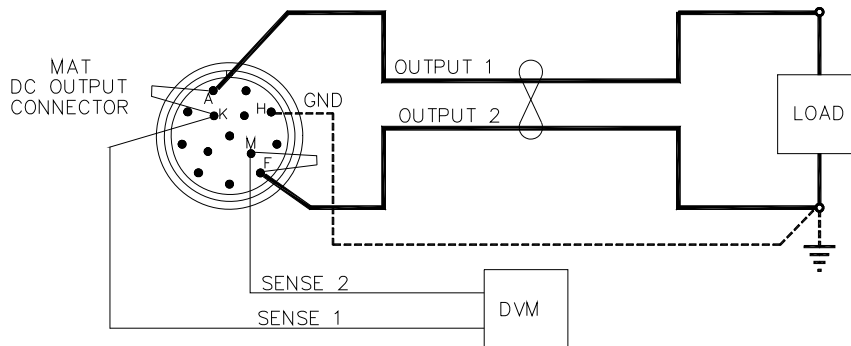 MAT
DC OUTPUT
CONNECTOR
A
K
H
GND
M
F
OUTPUT 1
OUTPUT 2
LOAD
SENSE 2
SENSE 1
DVM